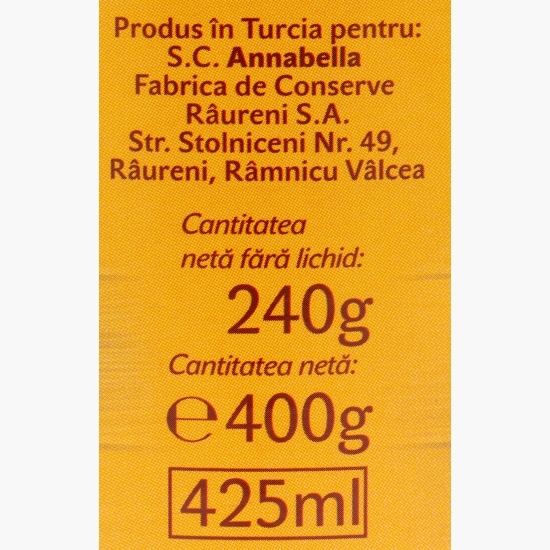 Produs în Turcia pentru:
S.C. Annabella
Fabrica de Conserve
Râureni S.A.
Str. Stolniceni Nr. 49,
Râureni, Râmnicu Vâlcea
Cantitatea
netă fără lichid:
240g
Cantitatea netă:
℮400g
425ml